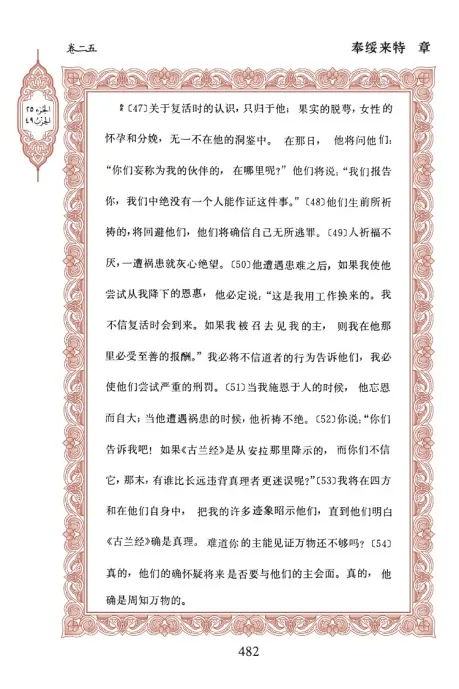 卷二五
奉绥来特 章
الجزء ٢٥
الحزب ٤٩
〔47〕关于复活时的认识，只归于他；果实的脱萼，女性的
怀孕和分娩，无一不在他的洞鉴中。在那日，他将问他们：
“你们妄称为我的伙伴的，在哪里呢？”他们将说：“我们报告
你，我们中绝没有一个人能作证这件事。”〔48〕他们生前所祈
祷的，将回避他们，他们将确信自己无所逃罪。〔49〕人祈福不
厌，一遭祸患就灰心绝望。〔50〕他遭遇患难之后，如果我使他
尝试从我降下的恩惠，他必定说：“这是我用工作换来的。我
不信复活时会到来。如果我被召去见我的主，则我在他那
里必受至善的报酬。”我必将不信道者的行为告诉他们，我必
使他们尝试严重的刑罚。〔51〕当我施恩于人的时候，他忘恩
而自大；当他遭遇祸患的时候，他祈祷不绝。〔52〕你说：“你们
告诉我吧！如果《古兰经》是从安拉那里降示的，而你们不信
它，那末，有谁比长远违背真理者更迷误呢？”〔53〕我将在四方
和在他们自身中，把我的许多迹象昭示他们，直到他们明白
《古兰经》确是真理。难道你的主能见证万物还不够吗？〔54〕
真的，他们的确怀疑将来是否要与他们的主会面。真的，他
确是周知万物的。
482